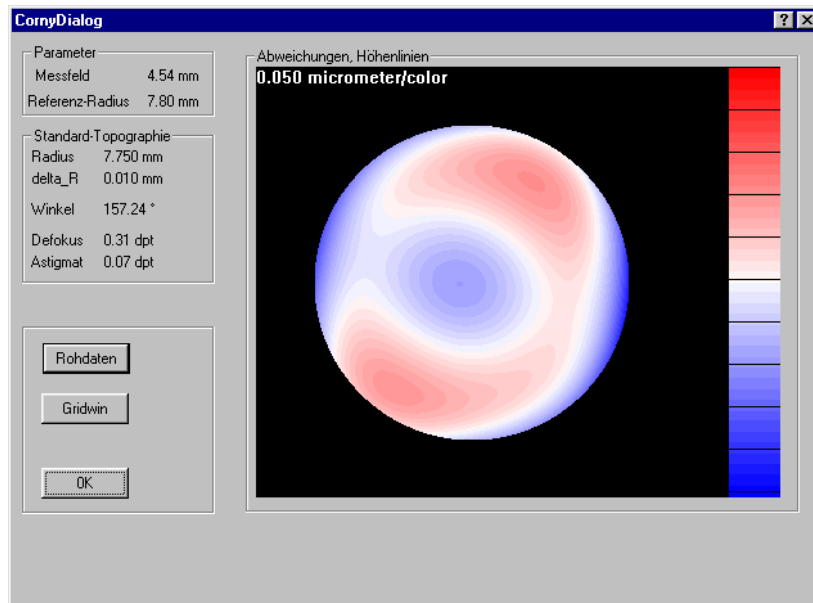 CornyDialog
Parameter
Messfeld 4.54 mm
Referenz-Radius 7.80 mm
Standard-Topographie
Radius 7.750 mm
delta_R 0.010 mm
Winkel 157.24 °
Defokus 0.31 dpt
Astigmat 0.07 dpt
Rohdaten
Gridwin
OK
Abweichungen, Höhenlinien
0.050 micrometer/color